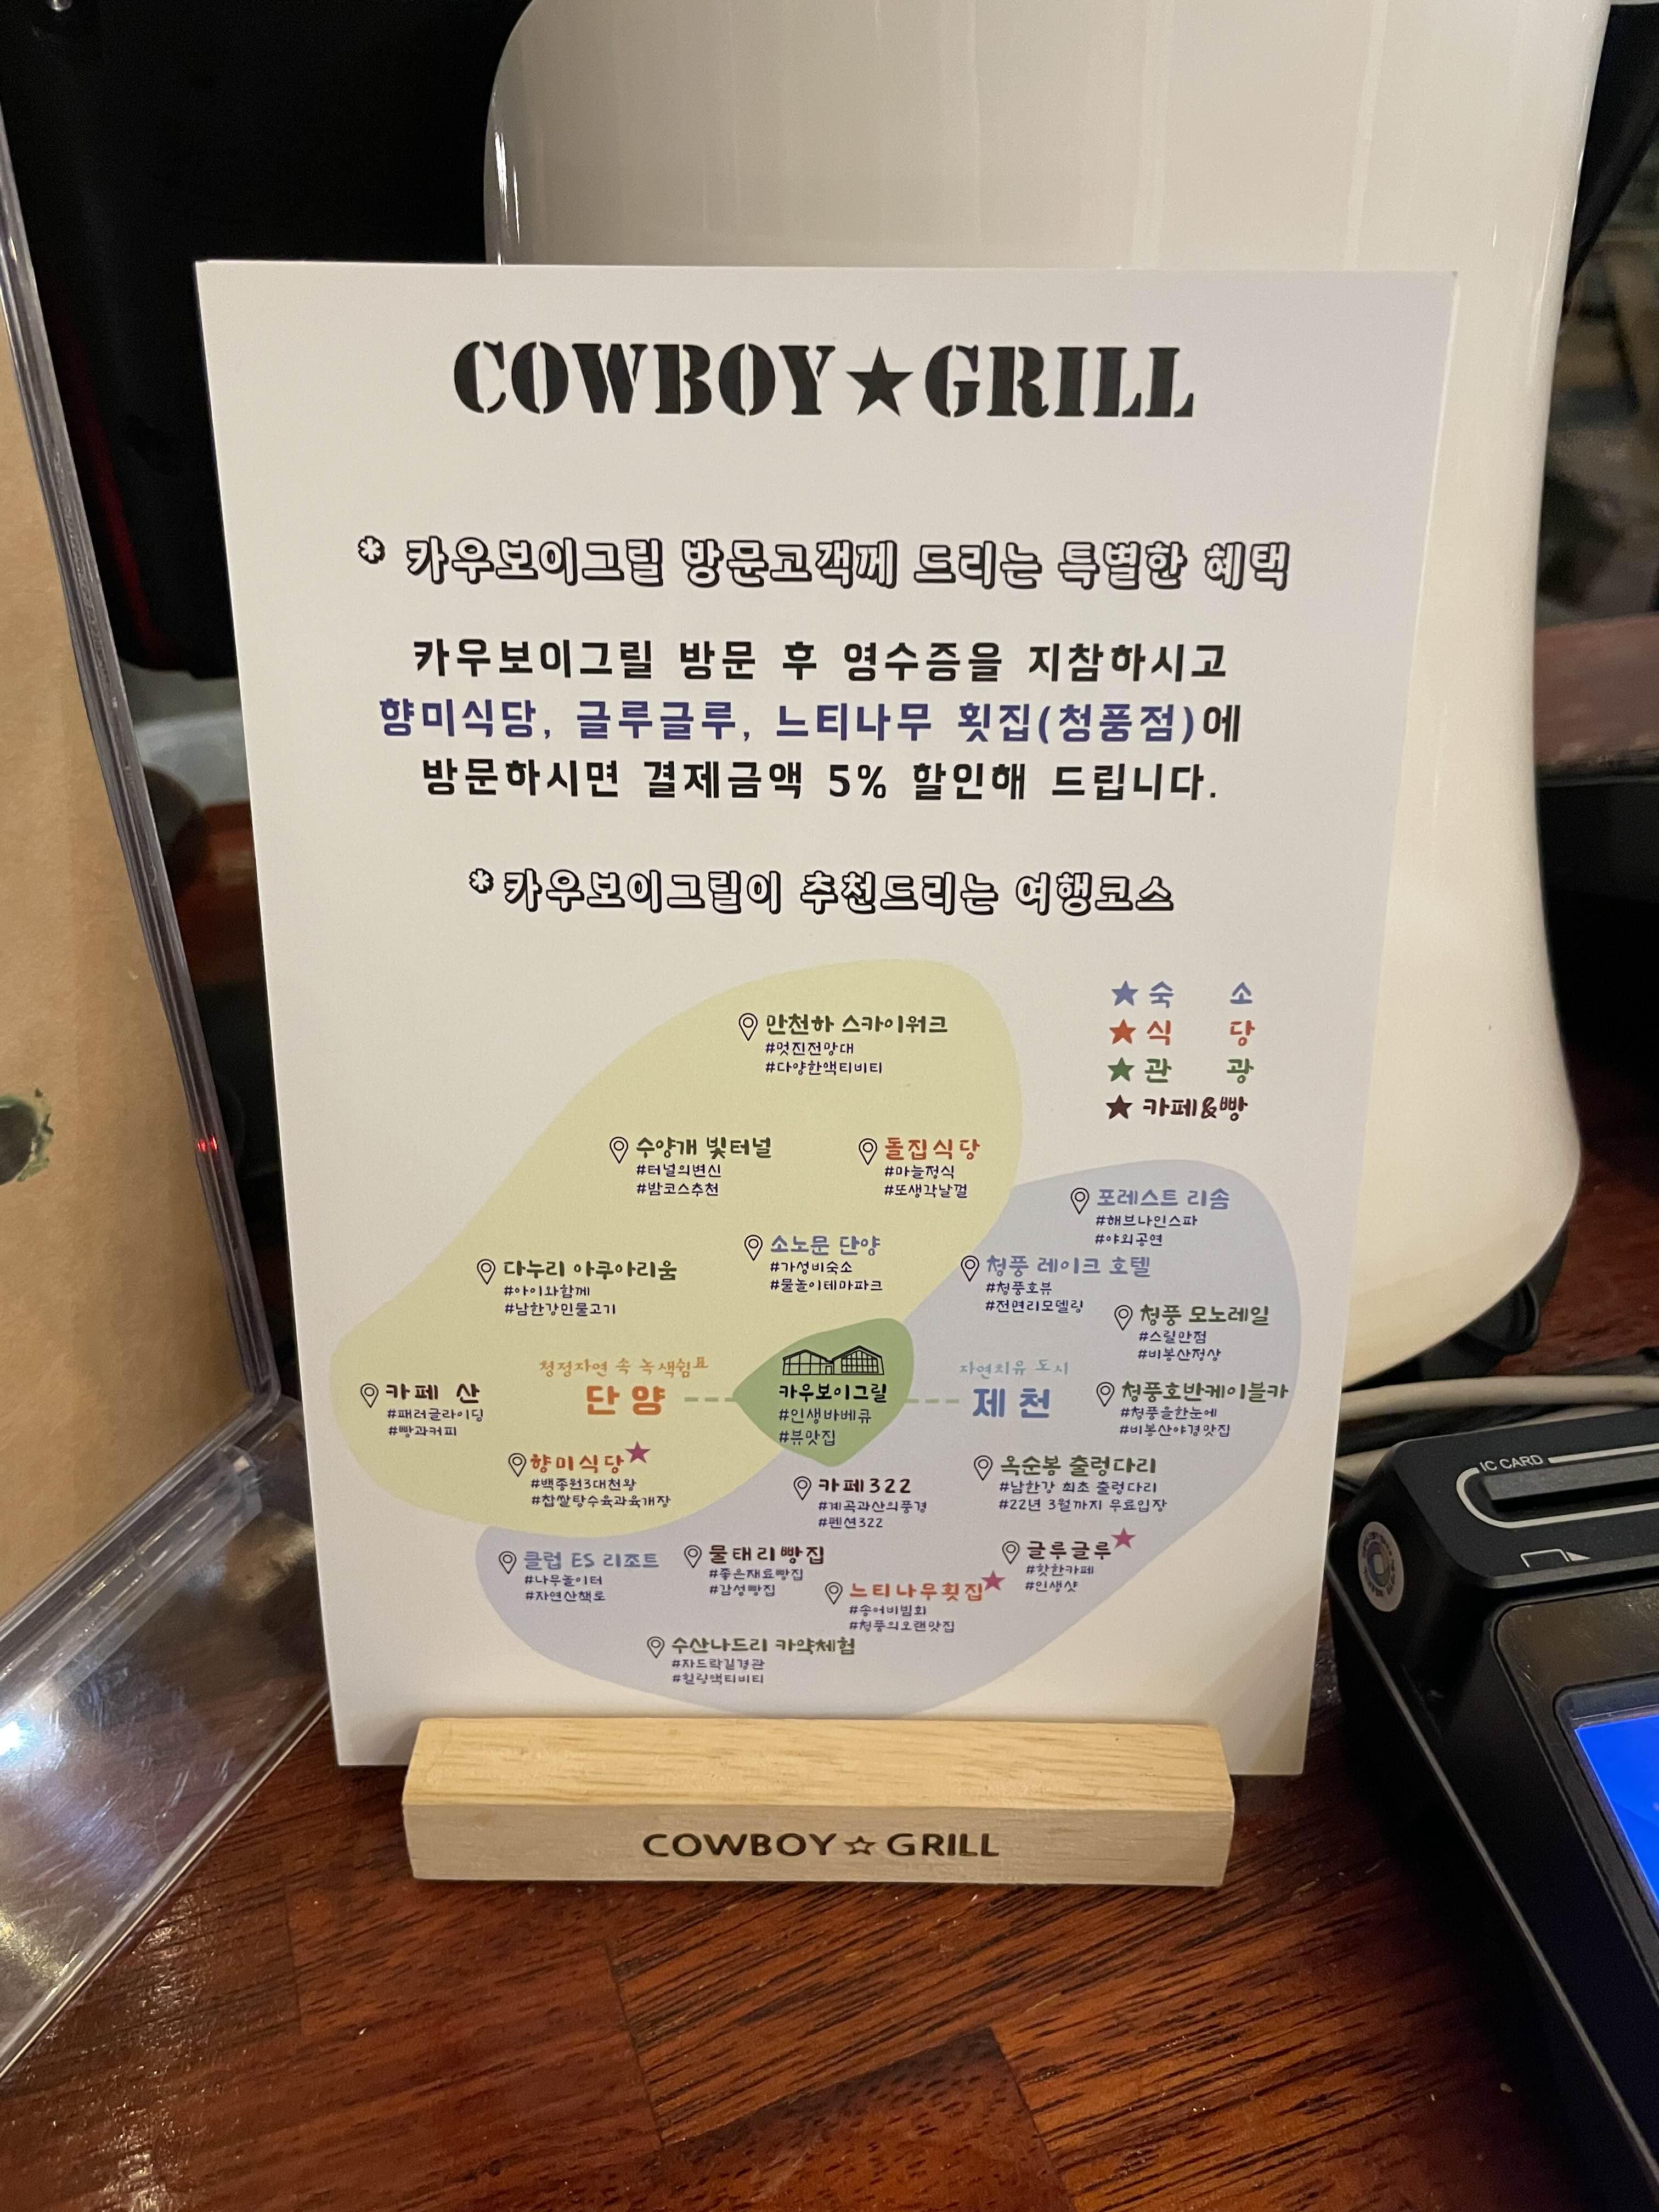 COWBOY★GRILL
* 카우보이그릴 방문고객께 드리는 특별한 혜택
카우보이그릴 방문 후 영수증을 지참하시고
향미식당, 글루글루, 느티나무 횟집(청풍점)에
방문하시면 결제금액 5% 할인해 드립니다.
*카우보이그릴이 추천드리는 여행코스
★숙 소
★식 당
★관 광
★카페&빵
만천하 스카이워크
#멋진전망대
#다양한액티비티
수양개 빛터널
#터널의변신
#밤코스추천
돌집식당
#마늘정식
#또생각날껄
포레스트 리솜
#해브나인스파
#야외공연
소노문 단양
#가성비숙소
#물놀이테마파크
다누리 아쿠아리움
#아이와함께
#남한강민물고기
청풍 레이크 호텔
#청풍호뷰
#전면리모델링
청풍 모노레일
#스릴만점
#비봉산정상
청정자연 속 녹색쉼표
단양
카우보이그릴
#인생바베큐
#뷰맛집
자연치유 도시
제천
카페 산
#패러글라이딩
#빵과커피
청풍호반케이블카
#청풍을한눈에
#비봉산야경맛집
향미식당★
#백종원3대천왕
#찹쌀탕수육과육개장
카페322
#계곡과산의풍경
#펜션322
옥순봉 출렁다리
#남한강 최초 출렁다리
#22년 3월까지 무료입장
클럽 ES 리조트
#나무놀이터
#자연산책로
물태리빵집
#좋은재료빵집
#감성빵집
글루글루★
#핫한카페
#인생샷
느티나무횟집★
#송어비빔회
#청풍의오랜맛집
수산나드리 카약체험
#자드락길경관
#힐링액티비티
COWBOY☆GRILL
IC CARD